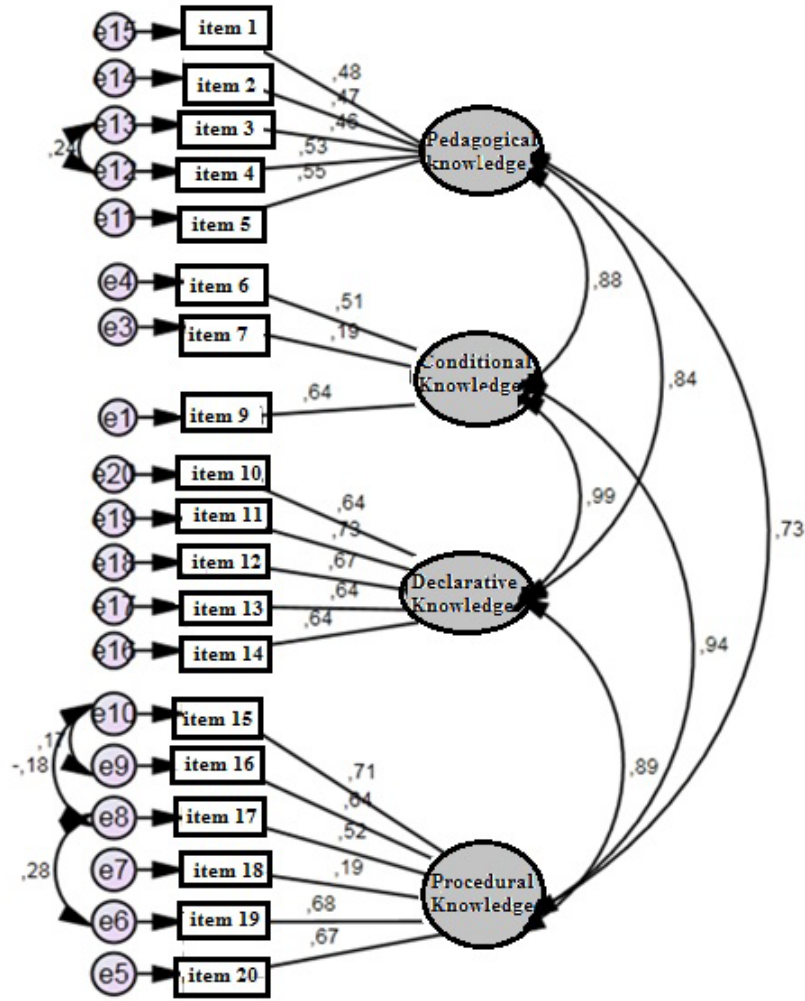 e15 item 1
,48
e14 item 2
,47
e13 item 3
,46
Pedagogical
knowledge
,24
,53
e12 item 4
,55
e11 item 5
e4 item 6
,88
,51
e3 item 7
,19
Conditional
Knowledge
,84
,64
e1 item 9
e20 item 10
,99
,64
e19 item 11
,73
,73
e18 item 12
,67
Declarative
Knowledge
,64
e17 item 13
,64
e16 item 14
,94
e10 item 15
,17
-,18
e9 item 16
,71
,89
,64
e8 item 17
,52
,28
e7 item 18
,19
Procedural
Knowledge
,68
e6 item 19
,67
e5 item 20